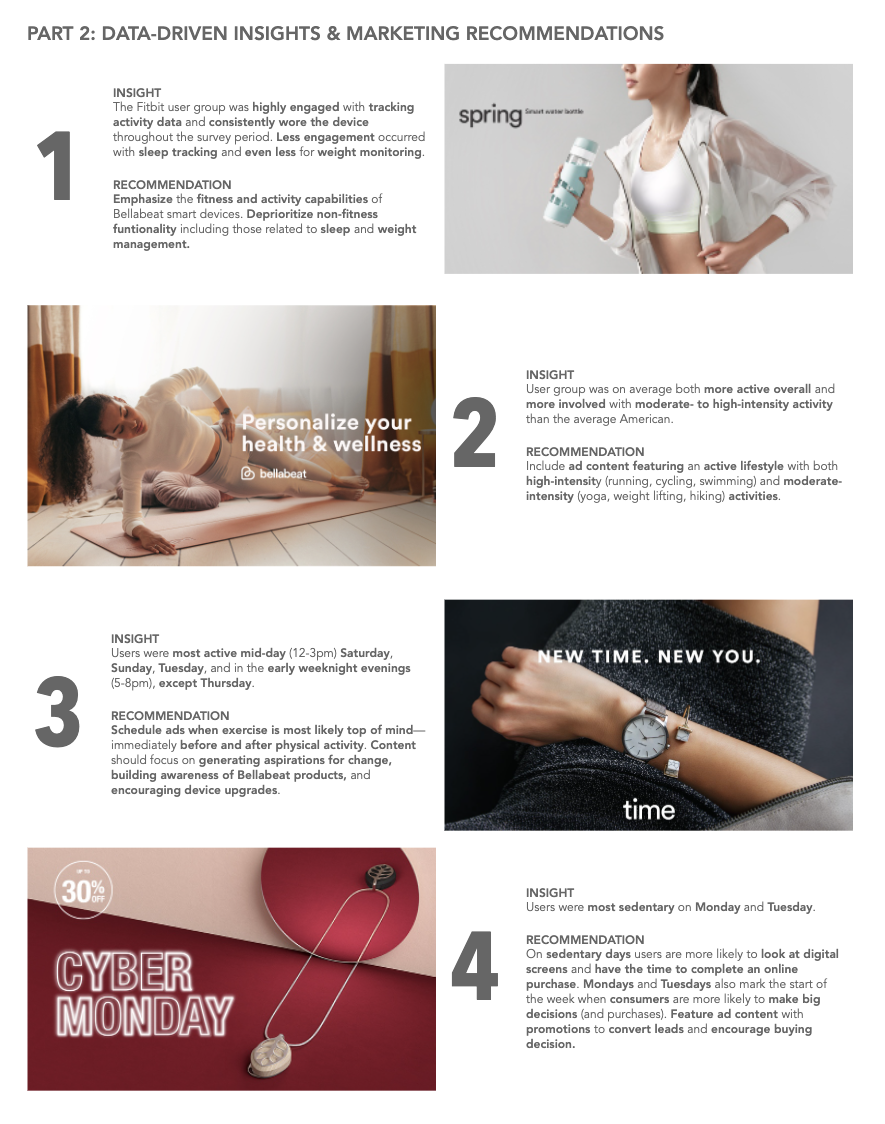 PART 2: DATA-DRIVEN INSIGHTS & MARKETING RECOMMENDATIONS
1
INSIGHT
The Fitbit user group was highly engaged with tracking
activity data and consistently wore the device
throughout the survey period. Less engagement occurred
with sleep tracking and even less for weight monitoring.
RECOMMENDATION
Emphasize the fitness and activity capabilities of
Bellabeat smart devices. Deprioritize non-fitness
funtionality including those related to sleep and weight
management.
spring Smart water bottle
Personalize your
health & wellness
bellabeat
2
INSIGHT
User group was on average both more active overall and
more involved with moderate- to high-intensity activity
than the average American.
RECOMMENDATION
Include ad content featuring an active lifestyle with both
high-intensity (running, cycling, swimming) and moderate-
intensity (yoga, weight lifting, hiking) activities.
3
INSIGHT
Users were most active mid-day (12-3pm) Saturday,
Sunday, Tuesday, and in the early weeknight evenings
(5-8pm), except Thursday.
RECOMMENDATION
Schedule ads when exercise is most likely top of mind—
immediately before and after physical activity. Content
should focus on generating aspirations for change,
building awareness of Bellabeat products, and
encouraging device upgrades.
NEW TIME. NEW YOU.
time
UP TO
30% OFF
CYBER
MONDAY
4
INSIGHT
Users were most sedentary on Monday and Tuesday.
RECOMMENDATION
On sedentary days users are more likely to look at digital
screens and have the time to complete an online
purchase. Mondays and Tuesdays also mark the start of
the week when consumers are more likely to make big
decisions (and purchases). Feature ad content with
promotions to convert leads and encourage buying
decision.